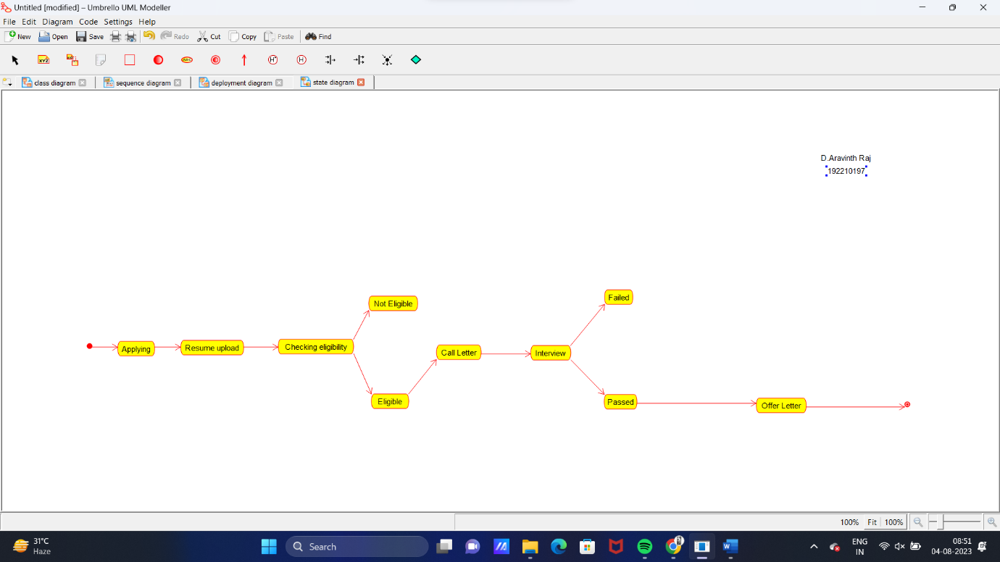 Untitled [modified] – Umbrello UML Modeller
File Edit Diagram Code Settings Help
New Open Save Redo Cut Copy Paste Find
XYZ ABC H* H
class diagram sequence diagram deployment diagram state diagram
D.Aravinth Raj
192210197
Failed
Not Eligible
Applying Resume upload Checking eligibility Call Letter Interview
Eligible Passed Offer Letter
100% Fit 100%
31°C
Haze
Search
ENG
IN
08:51
04-08-2023